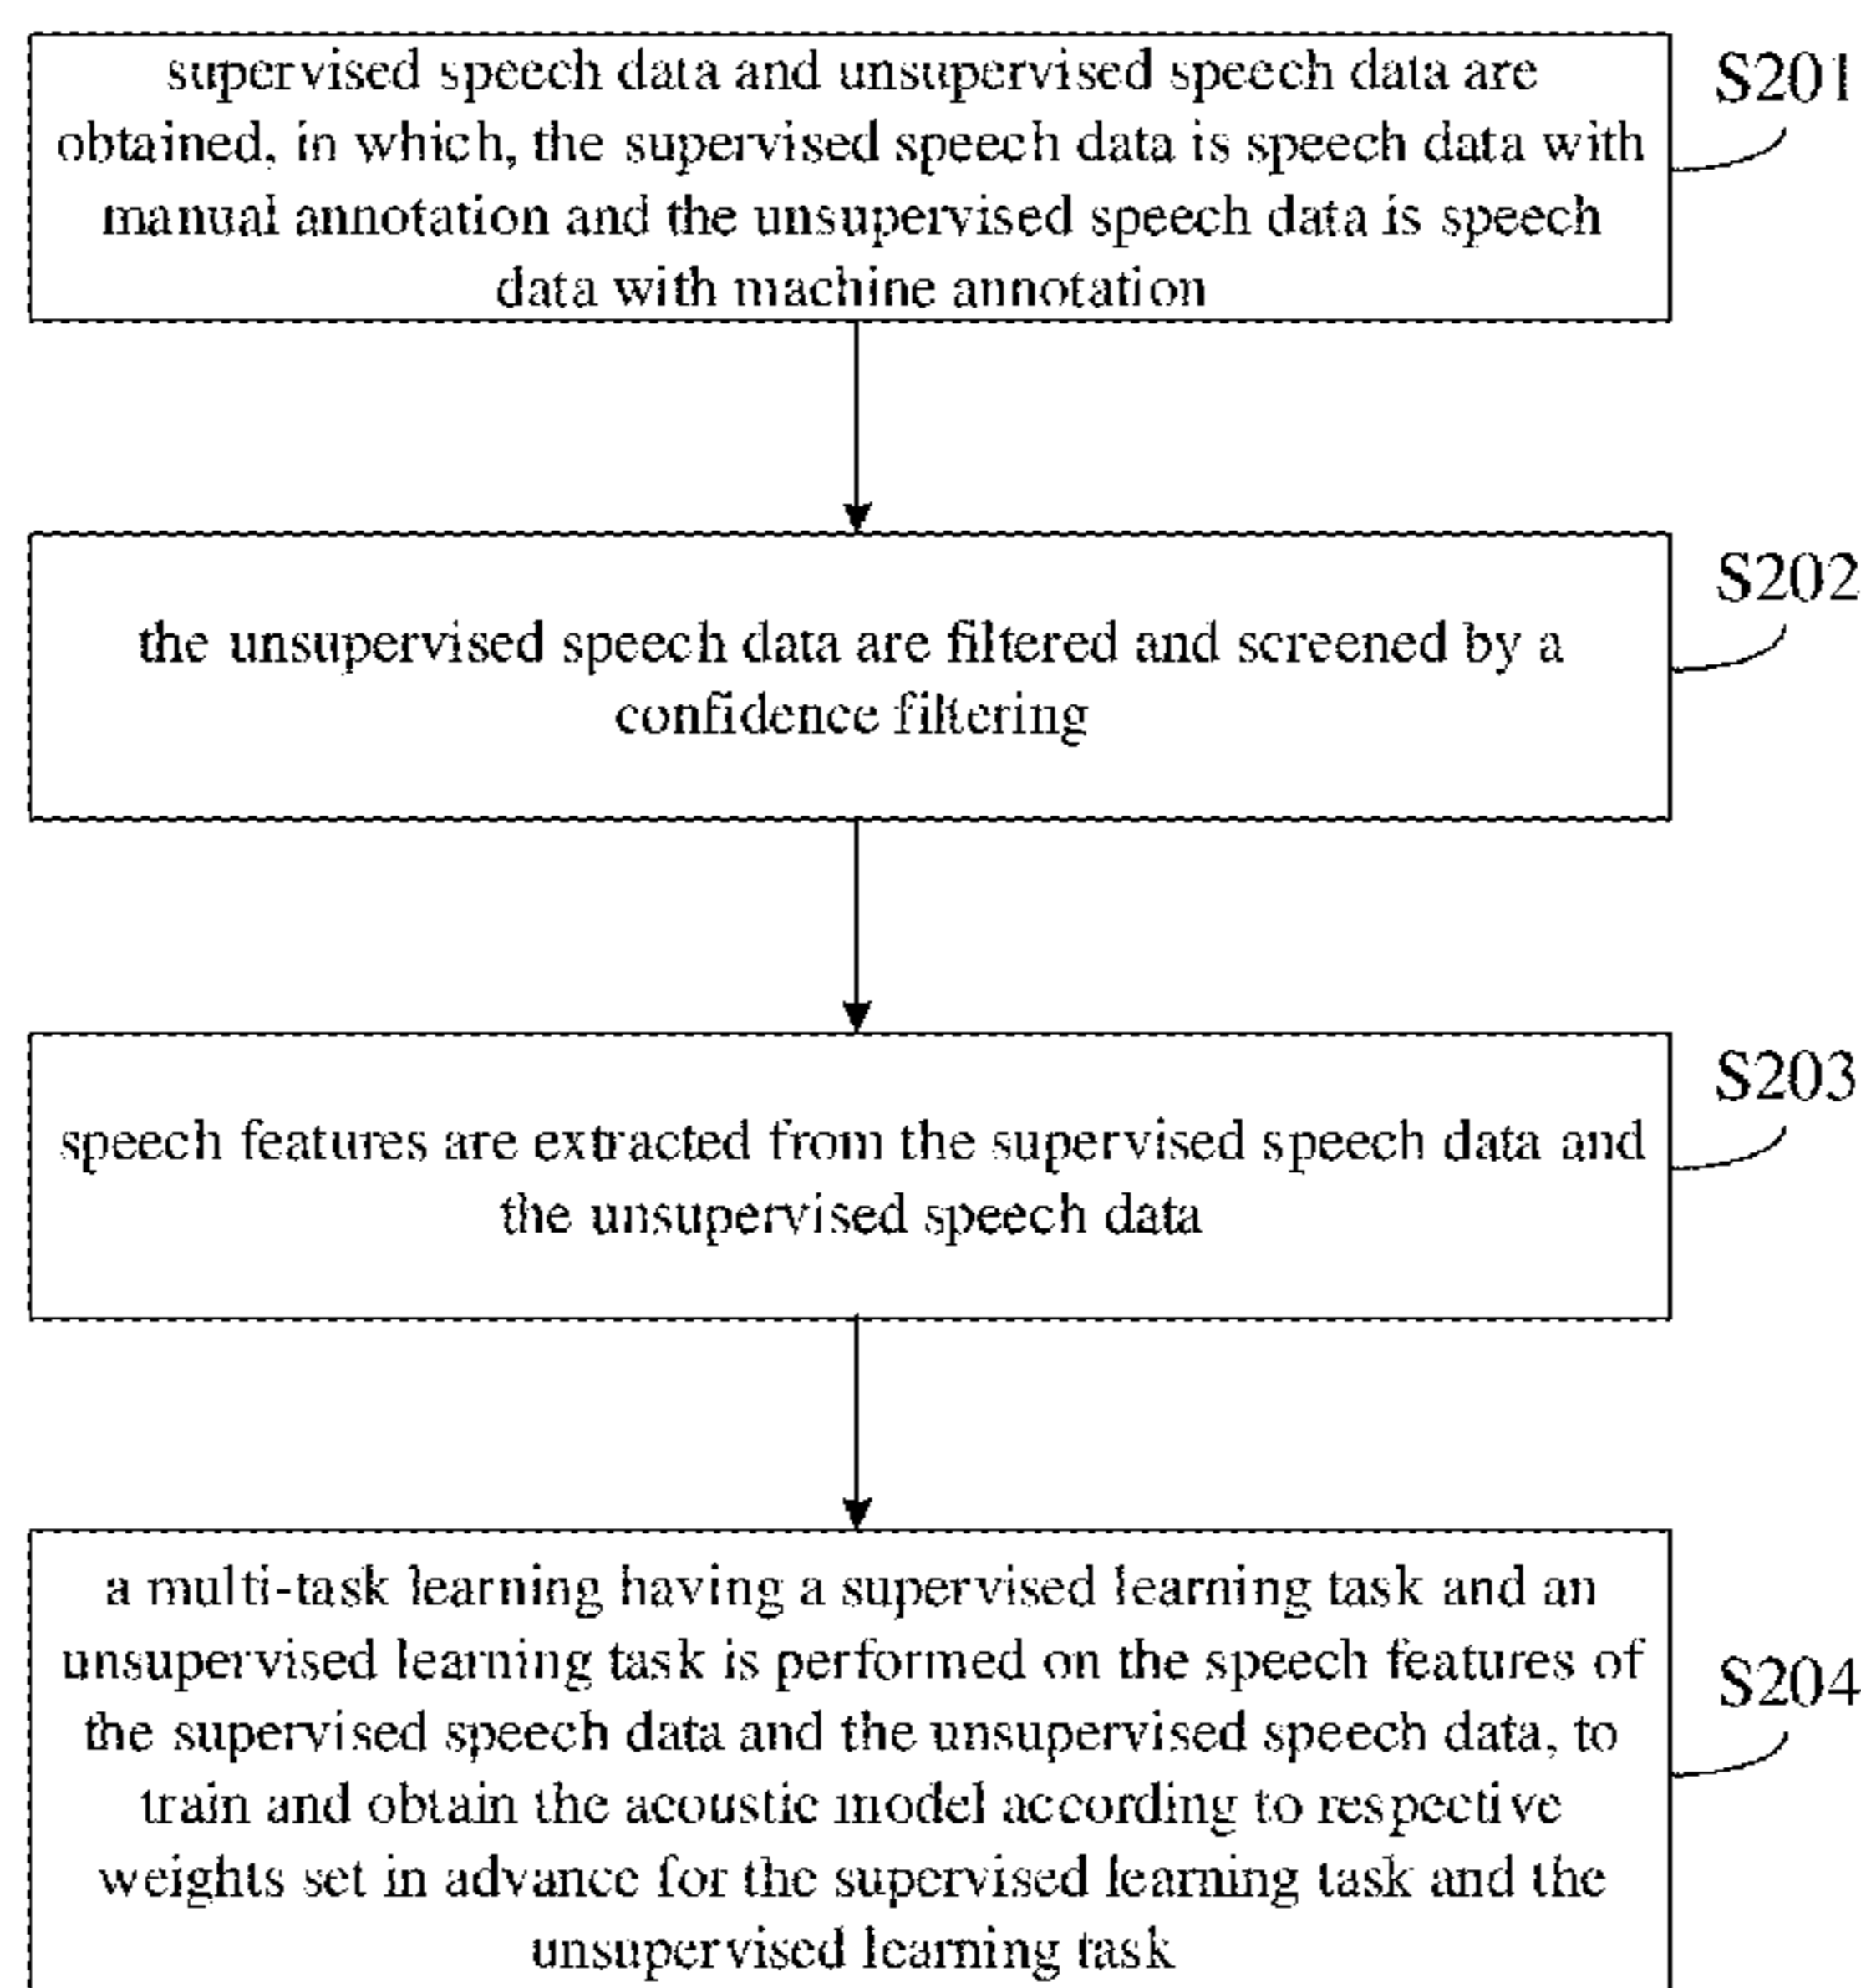 supervised speech data and unsupervised speech data are
obtained, in which, the supervised speech data is speech data with
manual annotation and the unsupervised speech data is speech
data with machine annotation
S201
the unsupervised speech data are filtered and screened by a
confidence filtering
S202
speech features are extracted from the supervised speech data and
the unsupervised speech data
S203
a multi-task learning having a supervised learning task and an
unsupervised learning task is performed on the speech features of
the supervised speech data and the unsupervised speech data, to
train and obtain the acoustic model according to respective
weights set in advance for the supervised learning task and the
unsupervised learning task
S204